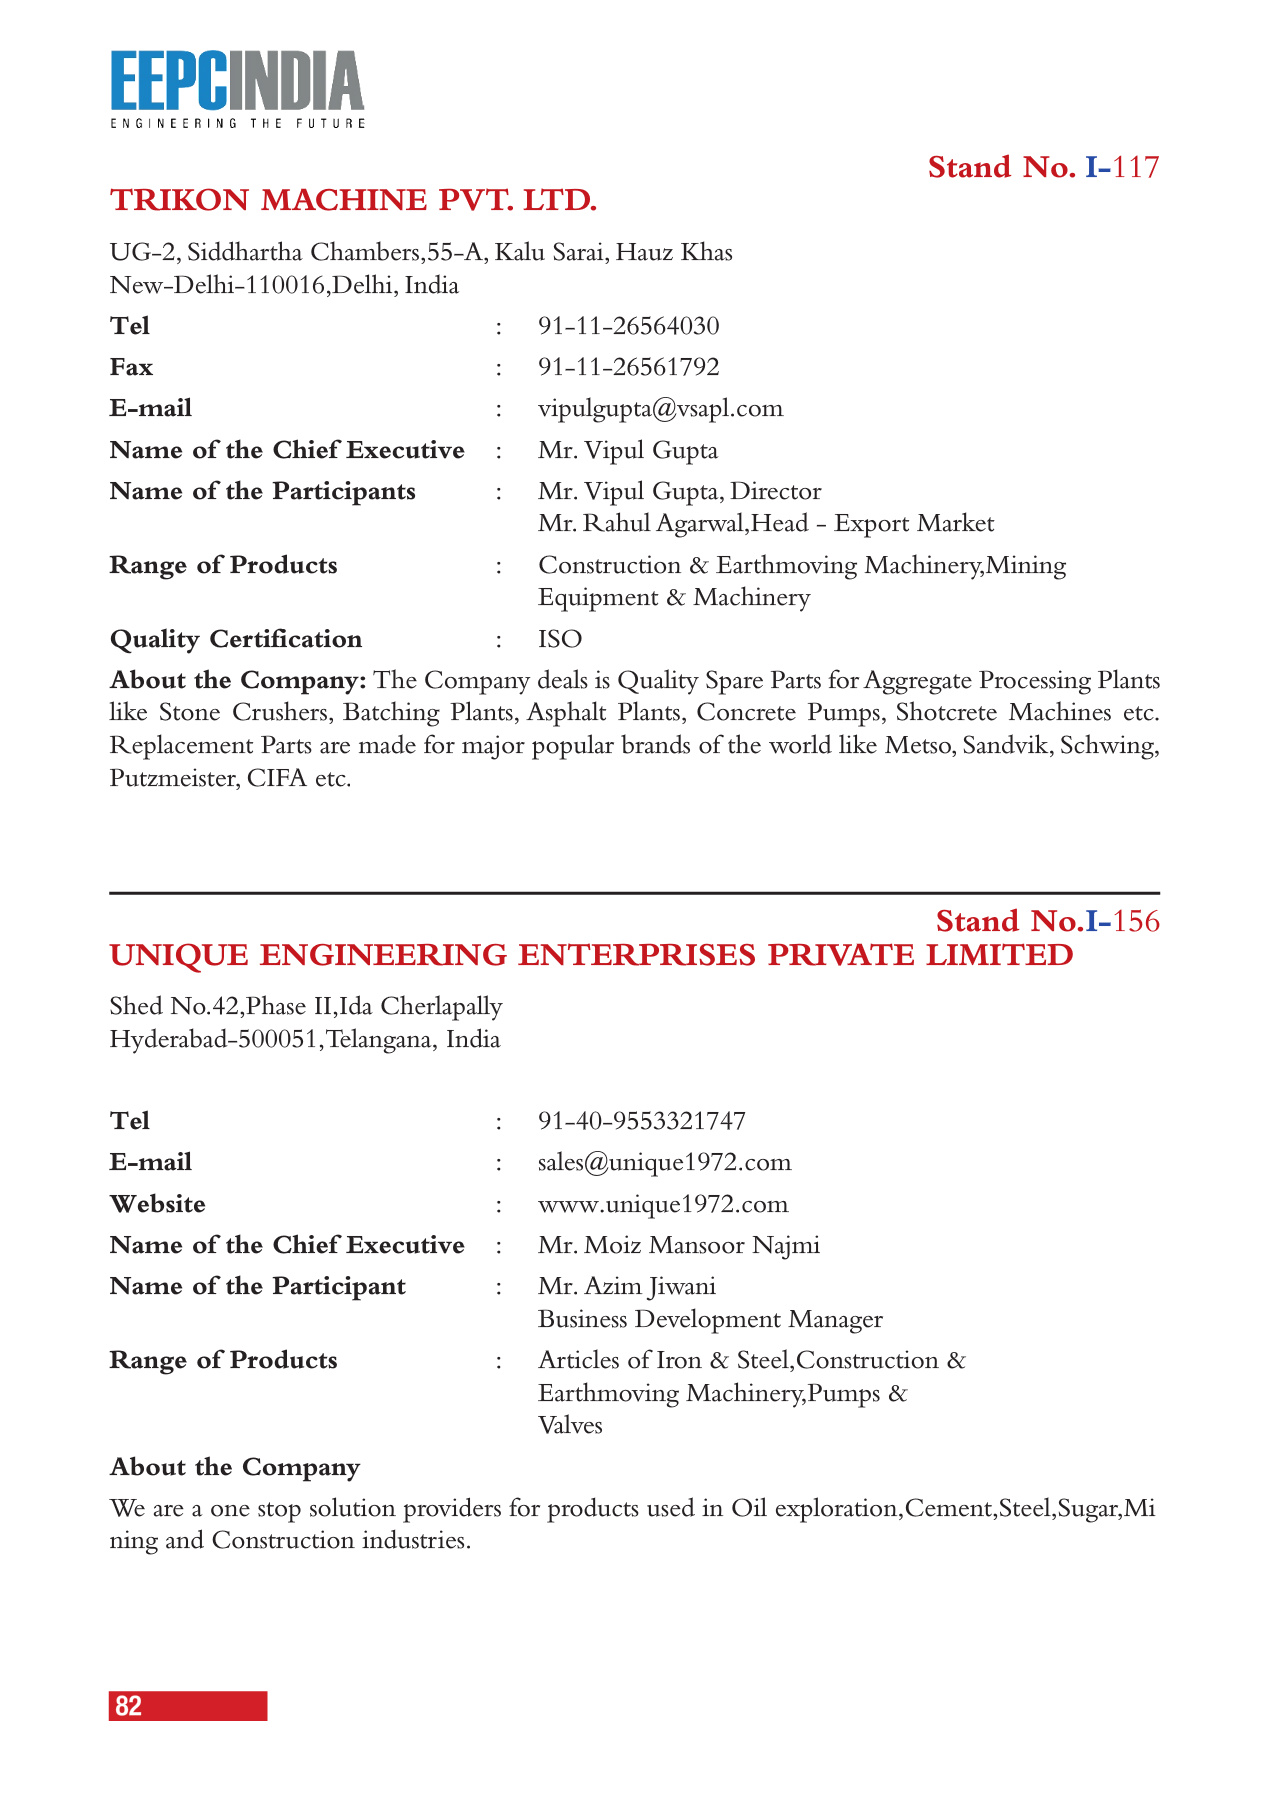 EEPCINDIA
ENGINEERING THE FUTURE
Stand No. I-117
TRIKON MACHINE PVT. LTD.
UG-2, Siddhartha Chambers,55-A, Kalu Sarai, Hauz Khas
New-Delhi-110016,Delhi, India
Tel : 91-11-26564030
Fax : 91-11-26561792
E-mail : vipulgupta@vsapl.com
Name of the Chief Executive : Mr. Vipul Gupta
Name of the Participants : Mr. Vipul Gupta, Director
Mr. Rahul Agarwal,Head - Export Market
Range of Products : Construction & Earthmoving Machinery,Mining
Equipment & Machinery
Quality Certification : ISO
About the Company: The Company deals is Quality Spare Parts for Aggregate Processing Plants
like Stone Crushers, Batching Plants, Asphalt Plants, Concrete Pumps, Shotcrete Machines etc.
Replacement Parts are made for major popular brands of the world like Metso, Sandvik, Schwing,
Putzmeister, CIFA etc.
Stand No.I-156
UNIQUE ENGINEERING ENTERPRISES PRIVATE LIMITED
Shed No.42,Phase II,Ida Cherlapally
Hyderabad-500051,Telangana, India
Tel : 91-40-9553321747
E-mail : sales@unique1972.com
Website : www.unique1972.com
Name of the Chief Executive : Mr. Moiz Mansoor Najmi
Name of the Participant : Mr. Azim Jiwani
Business Development Manager
Range of Products : Articles of Iron & Steel,Construction &
Earthmoving Machinery,Pumps &
Valves
About the Company
We are a one stop solution providers for products used in Oil exploration,Cement,Steel,Sugar,Mi
ning and Construction industries.
82